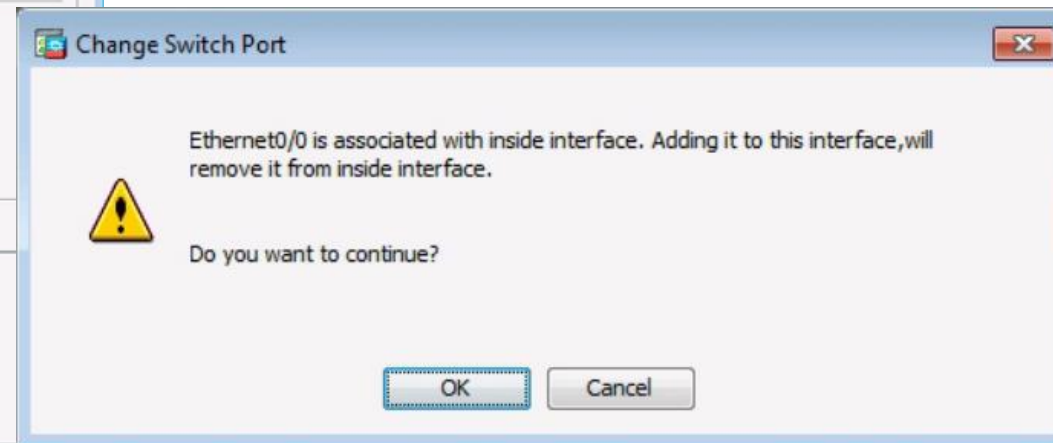 Change Switch Port
Ethernet0/0 is associated with inside interface. Adding it to this interface,will
remove it from inside interface.
Do you want to continue?
OK
Cancel